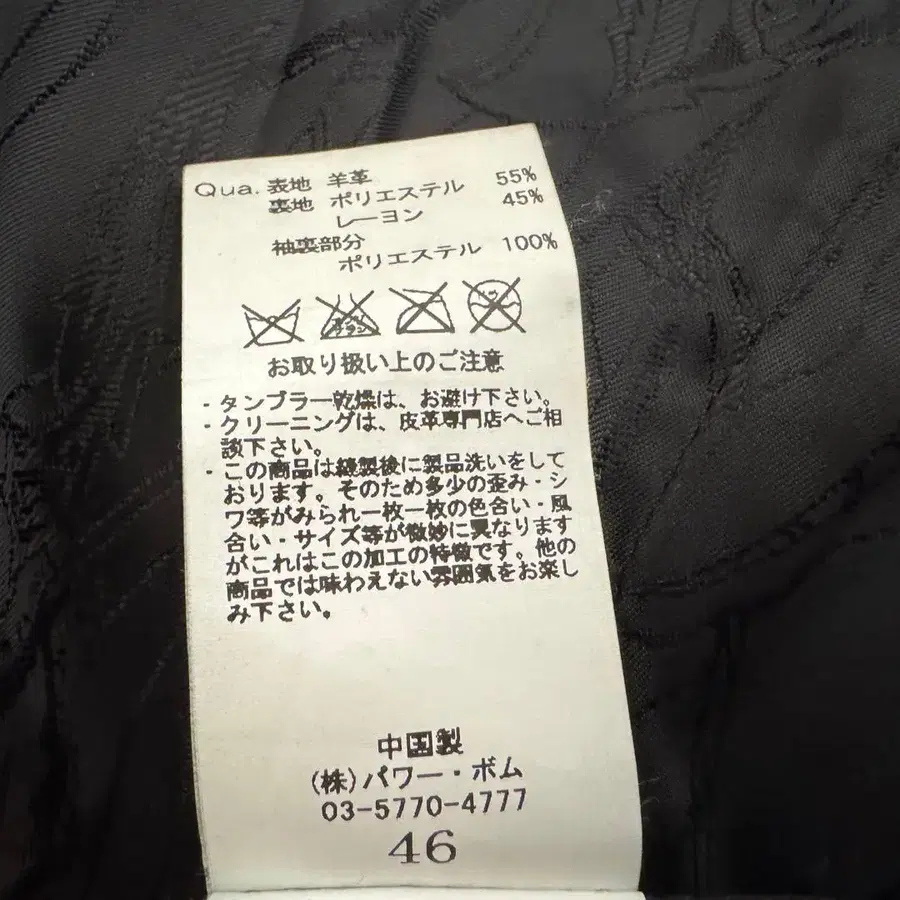 Qua. 表地 羊革
裏地 ポリエステル 55%
レーヨン 45%
袖裏部分
ポリエステル 100%
お取り扱い上のご注意
・タンブラー乾燥は、お避け下さい。
・クリーニングは、皮革専門店へご相
談下さい。
・この商品は縫製後に製品洗いをして
おります。そのため多少の歪み・シ
ワ等がみられ一枚一枚の色合い・風
合い・サイズ等が微妙に異なります
がこれはこの加工の特徴です。他の
商品では味わえない雰囲気をお楽し
み下さい。
中国製
(株)パワー・ボム
03-5770-4777
46